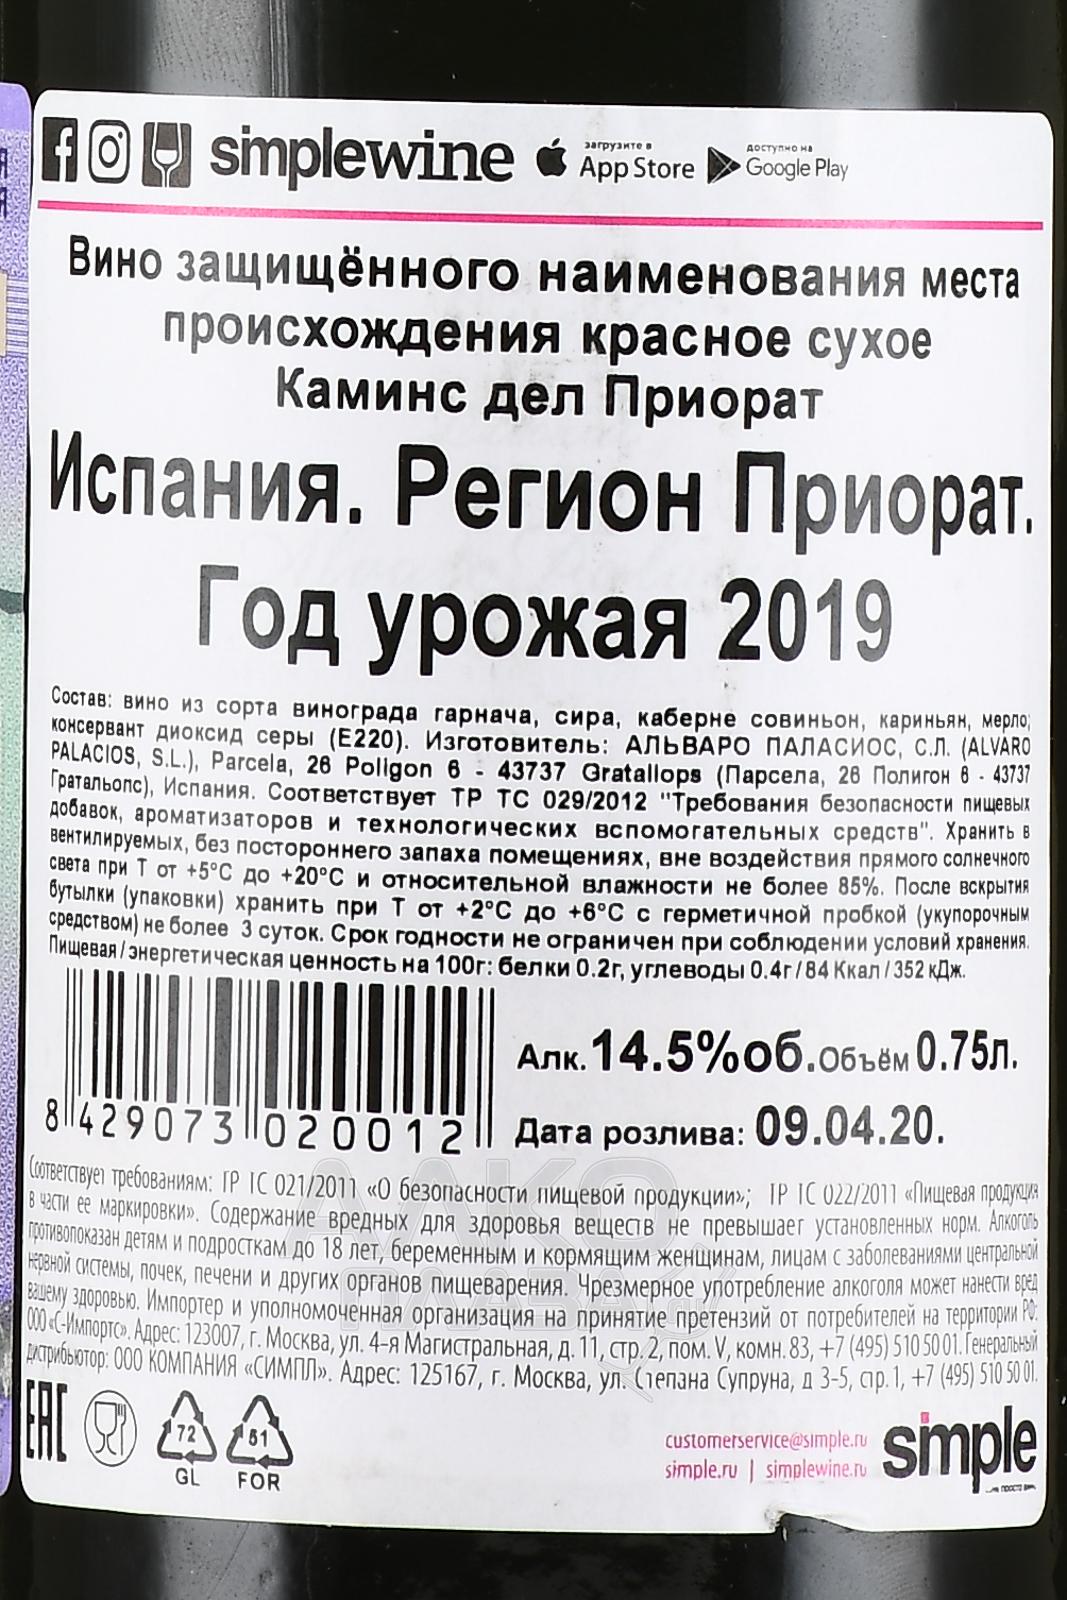 simplewine
загрузите в
App Store
доступно на
Google Play
Вино защищённого наименования места
происхождения красное сухое
Каминс дел Приорат
Испания. Регион Приорат.
Год урожая 2019
Состав: вино из сорта винограда гарнача, сира, каберне совиньон, кариньян, мерло;
консервант диоксид серы (Е220). Изготовитель: АЛЬВАРО ПАЛАСИОС, С.Л. (ALVARO
PALACIOS, S.L.), Parcela, 26 Poligon 6 - 43737 Gratallops (Парсела, 26 Полигон 6 - 43737
Граталлопс), Испания. Соответствует ТР ТС 029/2012 "Требования безопасности пищевых
добавок, ароматизаторов и технологических вспомогательных средств". Хранить в
вентилируемых, без постороннего запаха помещениях, вне воздействия прямого солнечного
света при Т от +5°С до +20°С и относительной влажности не более 85%. После вскрытия
бутылки (упаковки) хранить при Т от +2°С до +6°С с герметичной пробкой (укупорочным
средством) не более 3 суток. Срок годности не ограничен при соблюдении условий хранения.
Пищевая/энергетическая ценность на 100г: белки 0.2г, углеводы 0.4г/84 Ккал/352 кДж.
Алк. 14.5%об. Объём 0.75л.
8 429073 020012
Дата розлива: 09.04.20.
Соответствует требованиям: ТР ТС 021/2011 «О безопасности пищевой продукции»; ТР ТС 022/2011 «Пищевая продукция
в части ее маркировки». Содержание вредных для здоровья веществ не превышает установленных норм. Алкоголь
противопоказан детям и подросткам до 18 лет, беременным и кормящим женщинам, лицам с заболеваниями центральной
нервной системы, почек, печени и других органов пищеварения. Чрезмерное употребление алкоголя может нанести вред
вашему здоровью. Импортер и уполномоченная организация на принятие претензий от потребителей на территории РФ:
ООО «С-Импортс». Адрес: 123007, г. Москва, ул. 4-я Магистральная, д. 11, стр. 2, пом. V, комн. 83, +7 (495) 510 50 01. Генеральный
дистрибьютор: ООО КОМПАНИЯ «СИМПЛ». Адрес: 125167, г. Москва, ул. Степана Супруна, д 3-5, стр. 1, +7 (495) 510 50 01.
EAC
72
GL
81
FOR
customerservice@simple.ru
simple.ru | simplewine.ru
simple